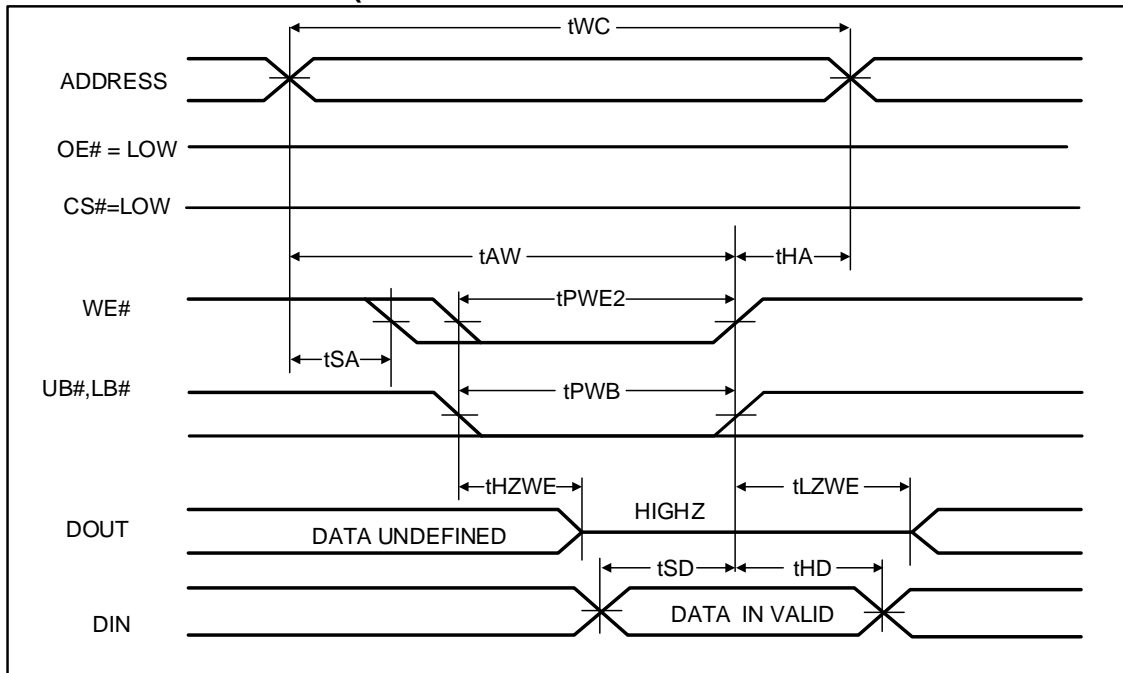 tWC
ADDRESS
OE# = LOW
CS#=LOW
tAW
tHA
WE#
tPWE2
tSA
UB#,LB#
tPWB
tHZWE
tLZWE
DOUT
DATA UNDEFINED
HIGHZ
tSD
tHD
DIN
DATA IN VALID